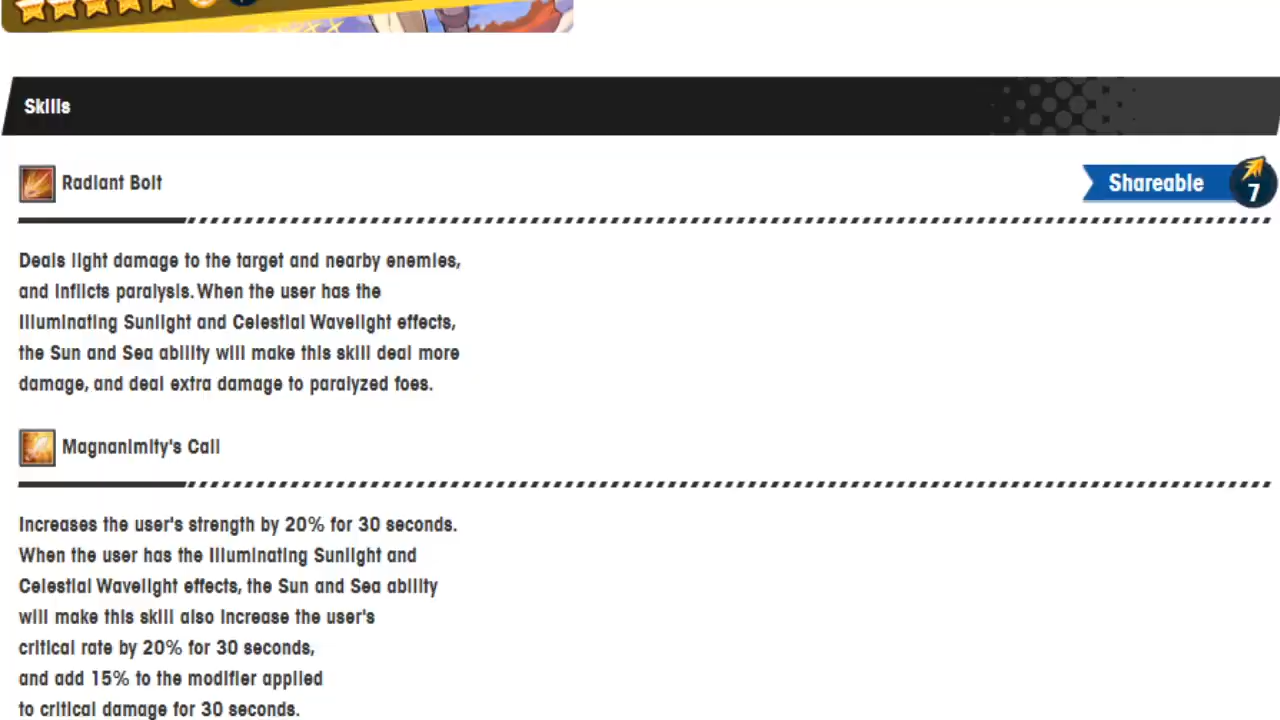 Skills
Radiant Bolt
Shareable
7
Deals light damage to the target and nearby enemies,
and inflicts paralysis. When the user has the
Illuminating Sunlight and Celestial Wavelight effects,
the Sun and Sea ability will make this skill deal more
damage, and deal extra damage to paralyzed foes.
Magnanimity's Call
Increases the user's strength by 20% for 30 seconds.
When the user has the Illuminating Sunlight and
Celestial Wavelight effects, the Sun and Sea ability
will make this skill also increase the user's
critical rate by 20% for 30 seconds,
and add 15% to the modifier applied
to critical damage for 30 seconds.